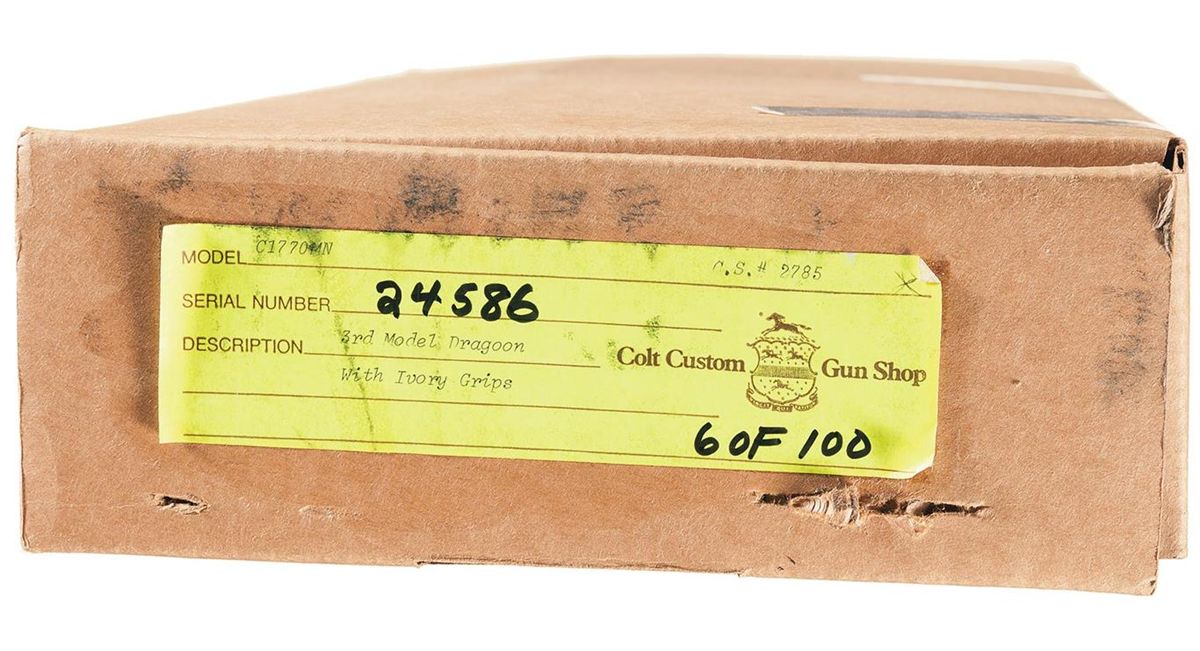 MODEL C1770MN
C.S.# 2785
SERIAL NUMBER 24586
DESCRIPTION 3rd Model Dragoon
With Ivory Grips
Colt Custom Gun Shop
6 OF 100